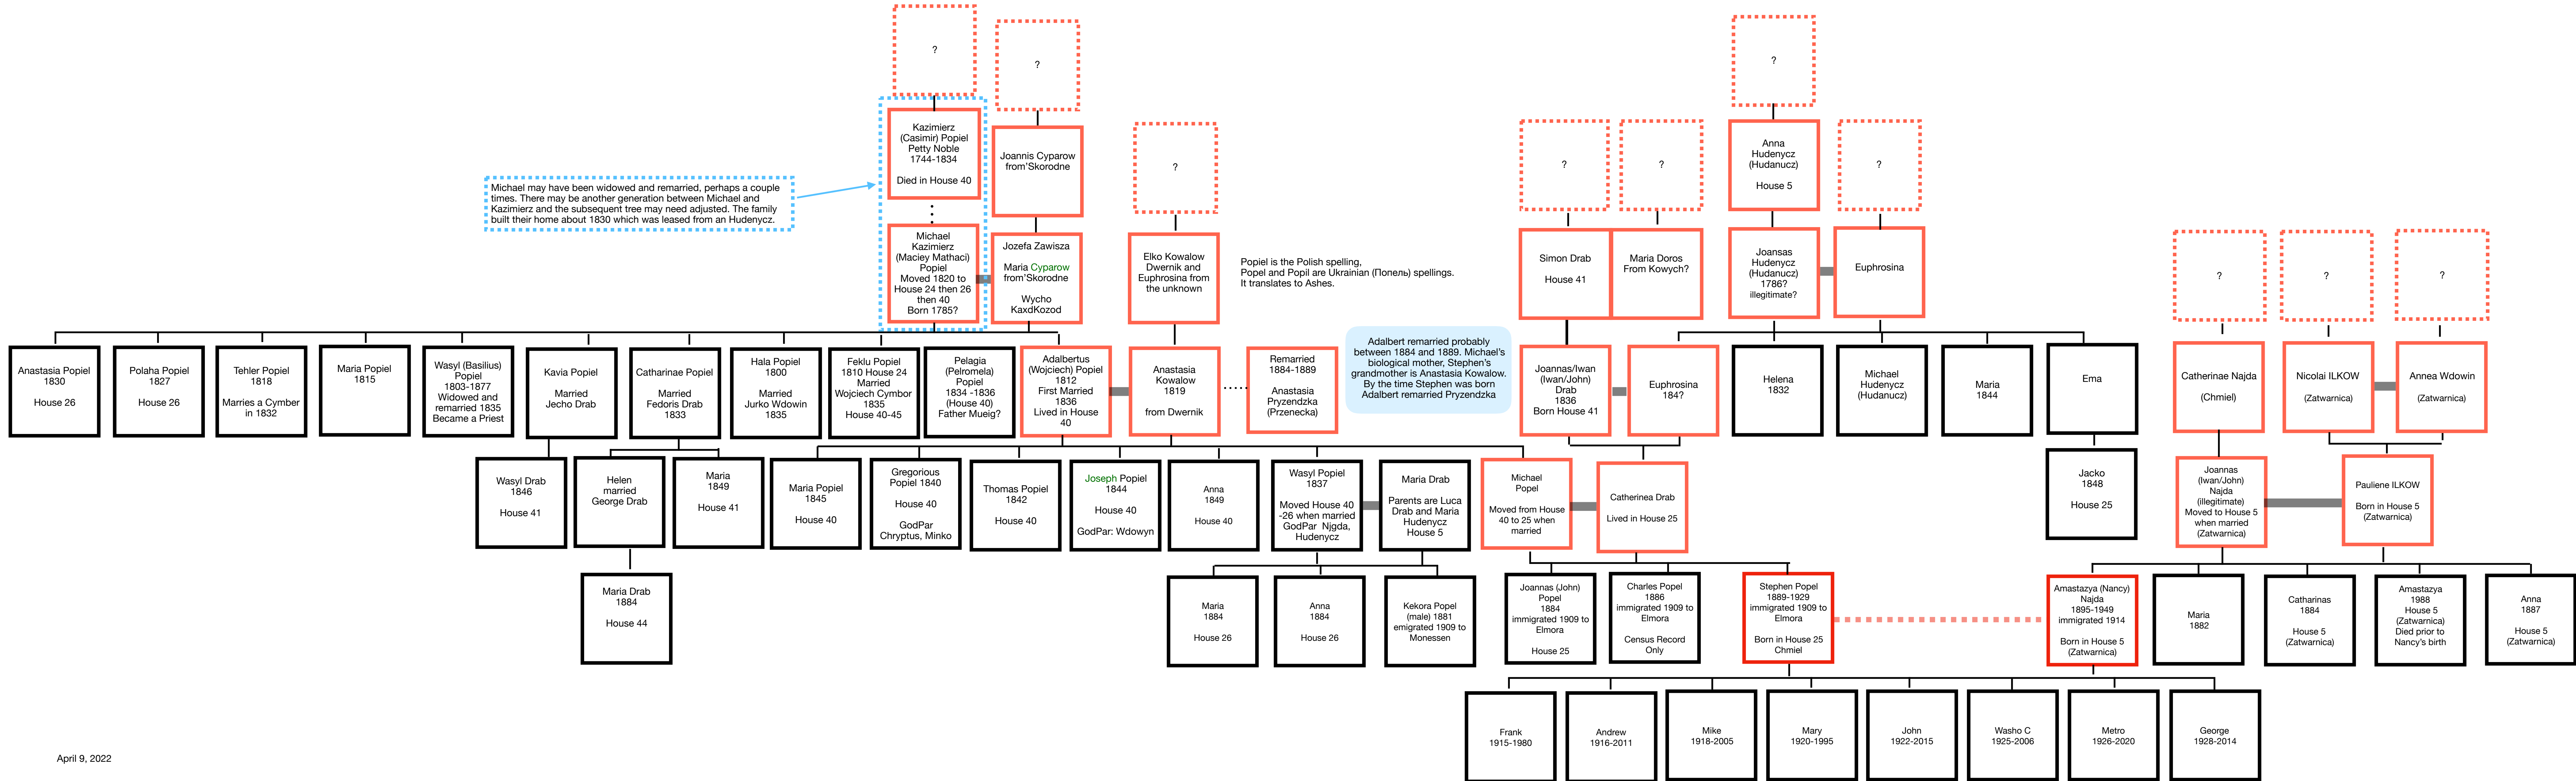 ?
?
?
Kazimierz
(Casimir) Popiel
Petty Noble
1744-1834
Died in House 40
Joannis Cyparow
from'Skorodne
?
?
?
Anna
Hudenycz
(Hudanucz)
House 5
?
Michael may have been widowed and remarried, perhaps a couple
times. There may be another generation between Michael and
Kazimierz and the subsequent tree may need adjusted. The family
built their home about 1830 which was leased from an Hudenycz.
Michael
Kazimierz
(Maciey Mathaci)
Popiel
Moved 1820 to
House 24 then 26
then 40
Born 1785?
Jozefa Zawisza
Maria Cyparow
from'Skorodne
Wycho
KaxdKozod
Elko Kowalow
Dwernik and
Euphrosina from
the unknown
Popiel is the Polish spelling,
Popel and Popil are Ukrainian (Попель) spellings.
It translates to Ashes.
Simon Drab
House 41
Maria Doros
From Kowych?
Joansas
Hudenycz
(Hudanucz)
1786?
illegitimate?
Euphrosina
?
?
?
Anastasia Popiel
1830
House 26
Polaha Popiel
1827
House 26
Tehler Popiel
1818
Marries a Cymber
in 1832
Maria Popiel
1815
Wasyl (Basilius)
Popiel
1803-1877
Widowed and
remarried 1835
Became a Priest
Kavia Popiel
Married
Jecho Drab
Catharinae Popiel
Married
Fedoris Drab
1833
Hala Popiel
1800
Married
Jurko Wdowin
1835
Feklu Popiel
1810 House 24
Married
Wojciech Cymbor
1835
House 40-45
Pelagia
(Pelromela)
Popiel
1834 -1836
(House 40)
Father Mueig?
Adalbertus
(Wojciech) Popiel
1812
First Married
1836
Lived in House
40
Anastasia
Kowalow
1819
from Dwernik
Remarried
1884-1889
Anastasia
Pryzendzka
(Przenecka)
Adalbert remarried probably
between 1884 and 1889. Michael's
biological mother, Stephen's
grandmother is Anastasia Kowalow.
By the time Stephen was born
Adalbert remarried Pryzendzka
Joannas/Iwan
(Iwan/John)
Drab
1836
Born House 41
Euphrosina
184?
Helena
1832
Michael
Hudenycz
(Hudanucz)
Maria
1844
Ema
Catherinae Najda
(Chmiel)
Nicolai ILKOW
(Zatwarnica)
Annea Wdowin
(Zatwarnica)
Wasyl Drab
1846
House 41
Helen
married
George Drab
Maria
1849
House 41
Maria Popiel
1845
House 40
Gregorious
Popiel 1840
House 40
GodPar
Chryptus, Minko
Thomas Popiel
1842
House 40
Joseph Popiel
1844
House 40
GodPar: Wdowyn
Anna
1849
House 40
Wasyl Popiel
1837
Moved House 40
-26 when married
GodPar Njgda,
Hudenycz
Maria Drab
Parents are Luca
Drab and Maria
Hudenycz
House 5
Michael
Popel
Moved from House
40 to 25 when
married
Catherinea Drab
Lived in House 25
Jacko
1848
House 25
Joannas
(Iwan/John)
Najda
(illegitimate)
Moved to House 5
when married
(Zatwarnica)
Pauliene ILKOW
Born in House 5
(Zatwarnica)
Maria Drab
1884
House 44
Maria
1884
House 26
Anna
1884
House 26
Kekora Popel
(male) 1881
emigrated 1909 to
Monessen
Joannas (John)
Popel
1884
immigrated 1909 to
Elmora
House 25
Charles Popel
1886
immigrated 1909 to
Elmora
Census Record
Only
Stephen Popel
1889-1929
immigrated 1909 to
Elmora
Born in House 25
Chmiel
Amastazya (Nancy)
Najda
1895-1949
immigrated 1914
Born in House 5
(Zatwarnica)
Maria
1882
Catharinas
1884
House 5
(Zatwarnica)
Amastazya
1988
House 5
(Zatwarnica)
Died prior to
Nancy's birth
Anna
1887
House 5
(Zatwarnica)
Frank
1915-1980
Andrew
1916-2011
Mike
1918-2005
Mary
1920-1995
John
1922-2015
Washo C
1925-2006
Metro
1926-2020
George
1928-2014
April 9, 2022